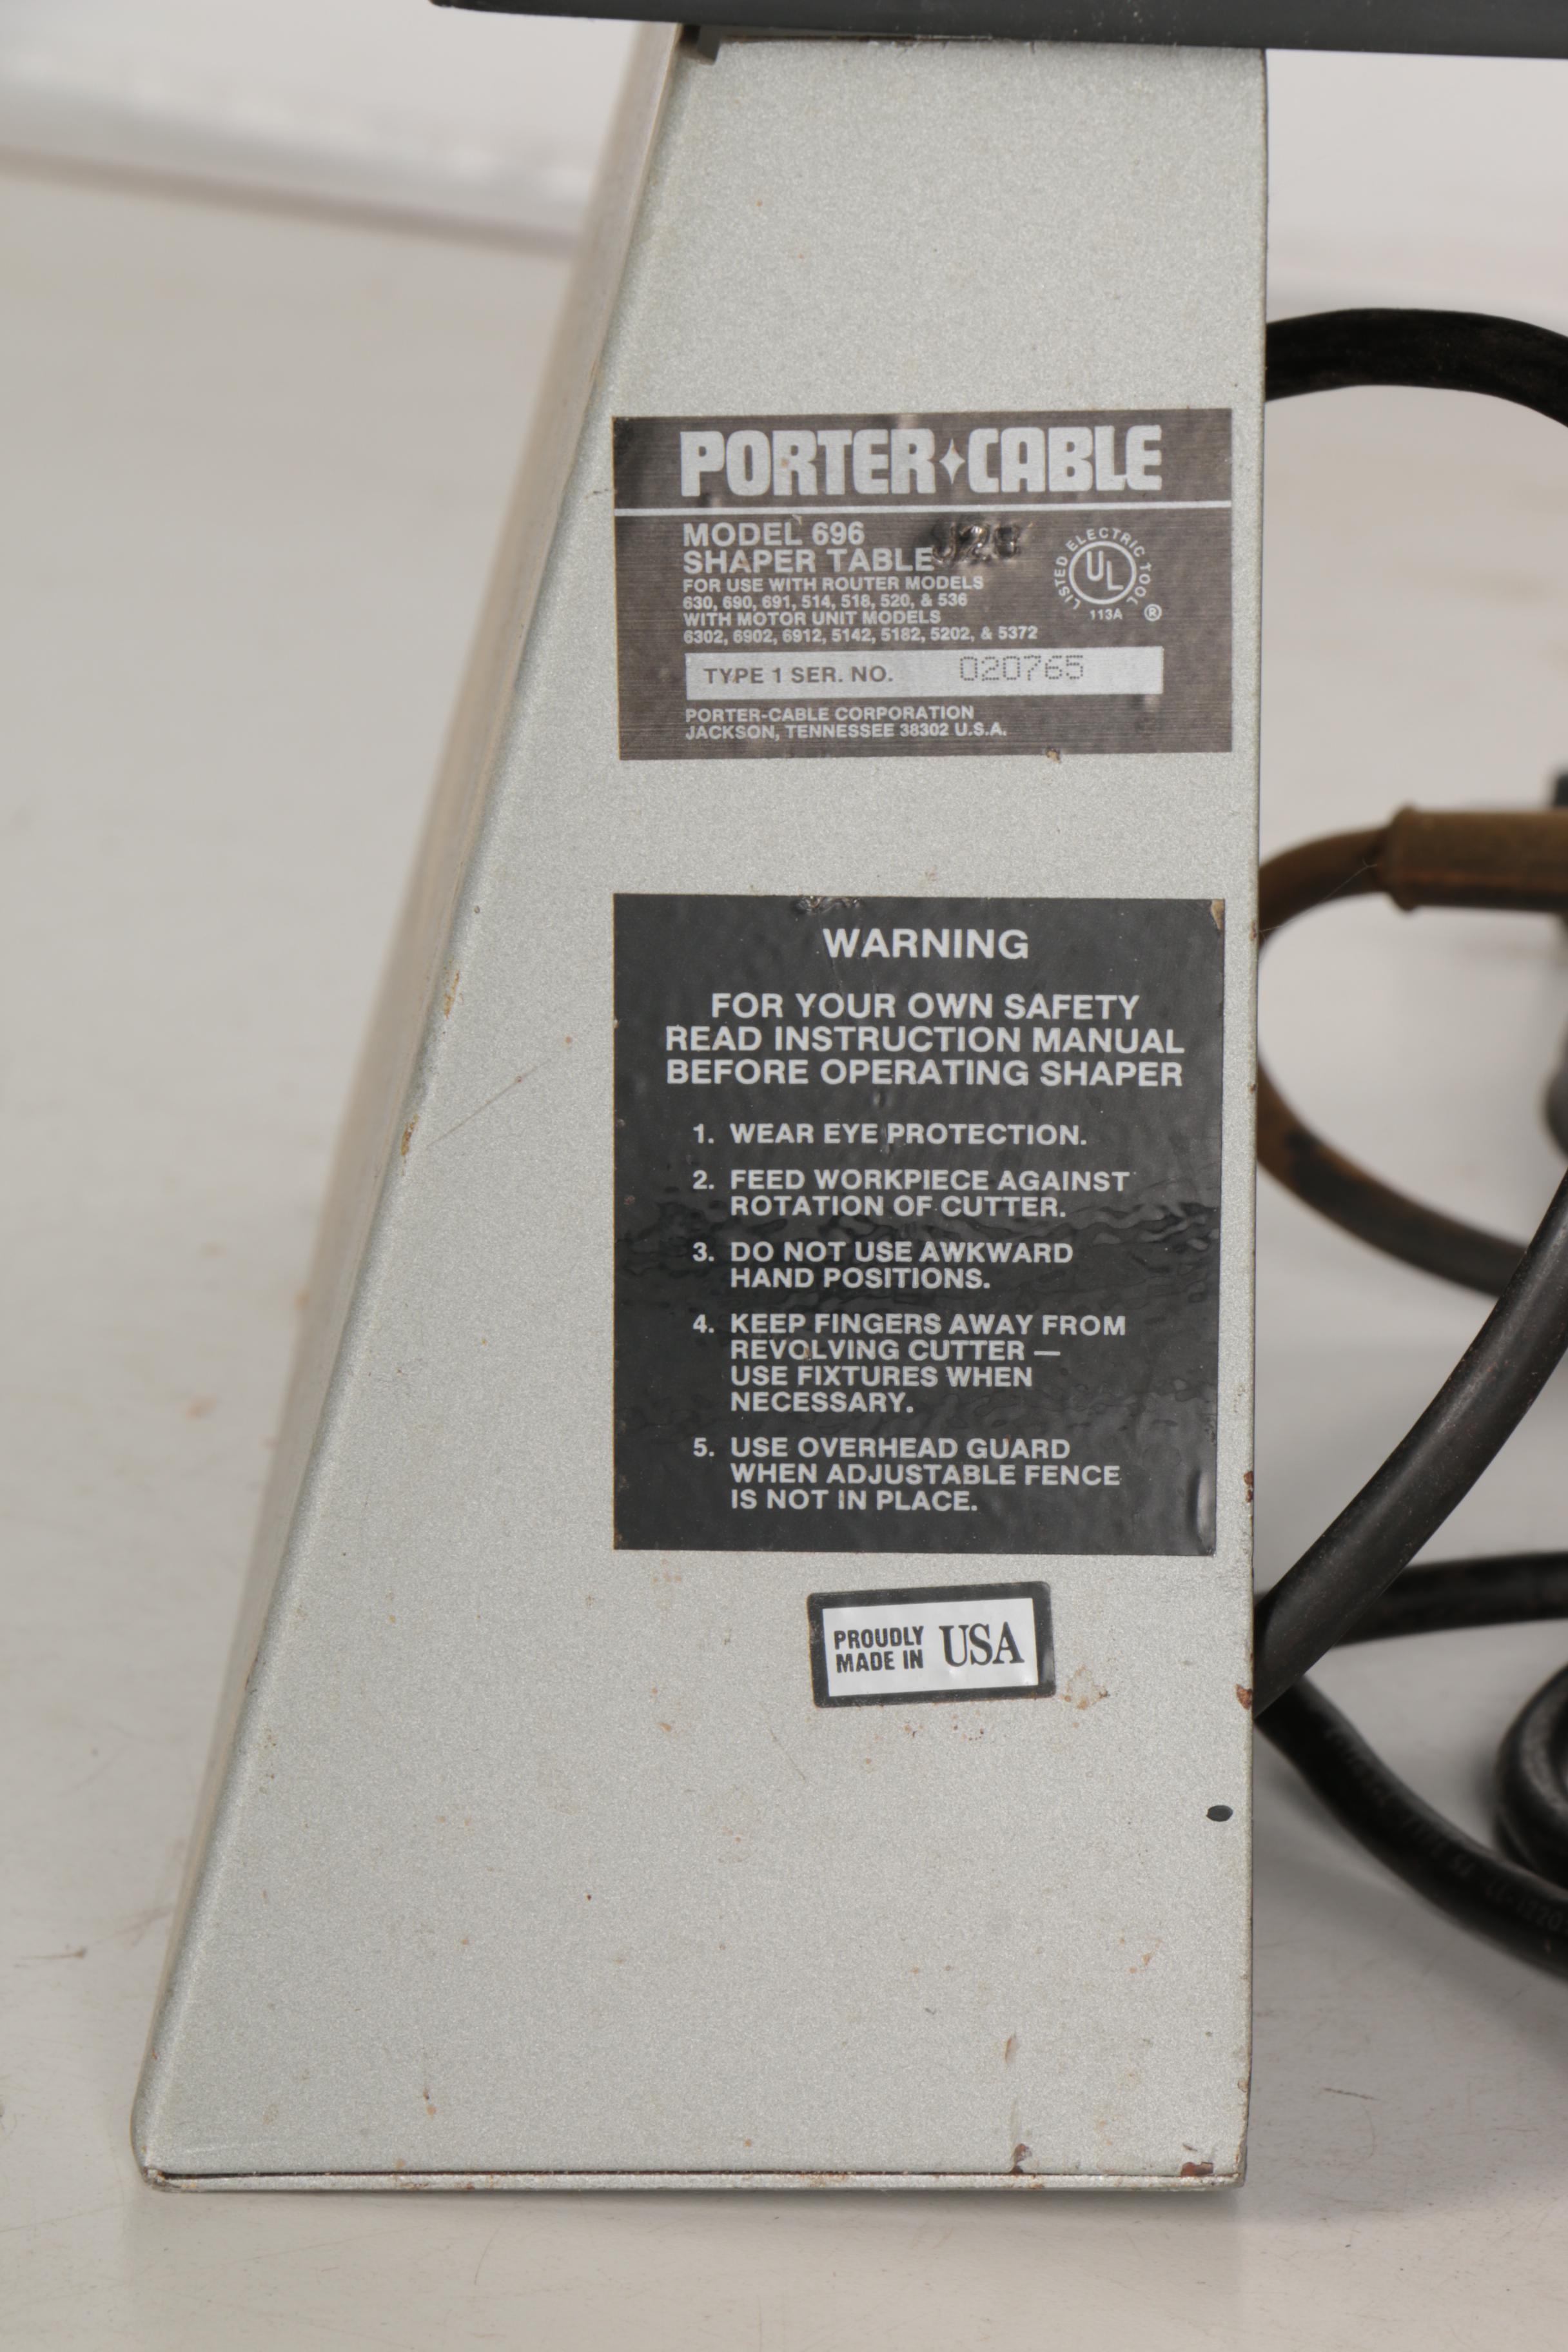 PORTER✦CABLE
MODEL 696
SHAPER TABLE
FOR USE WITH ROUTER MODELS
630, 690, 691, 514, 518, 520, & 536
WITH MOTOR UNIT MODELS
6302, 6902, 6912, 5142, 5182, 5202, & 5372
LISTED ELECTRIC TOOL
UL
113A ®
TYPE 1 SER. NO. 020765
PORTER-CABLE CORPORATION
JACKSON, TENNESSEE 38302 U.S.A.
WARNING
FOR YOUR OWN SAFETY
READ INSTRUCTION MANUAL
BEFORE OPERATING SHAPER
1. WEAR EYE PROTECTION.
2. FEED WORKPIECE AGAINST
ROTATION OF CUTTER.
3. DO NOT USE AWKWARD
HAND POSITIONS.
4. KEEP FINGERS AWAY FROM
REVOLVING CUTTER —
USE FIXTURES WHEN
NECESSARY.
5. USE OVERHEAD GUARD
WHEN ADJUSTABLE FENCE
IS NOT IN PLACE.
PROUDLY
MADE IN USA